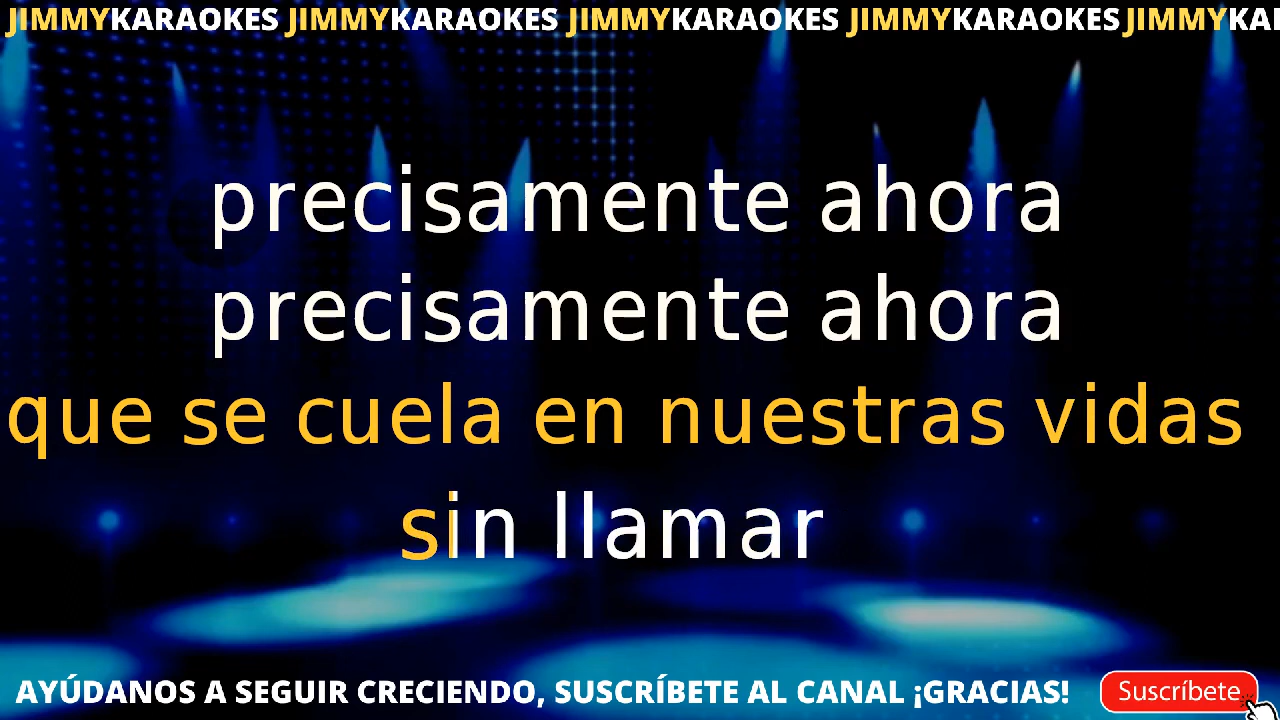 JIMMYKARAOKES JIMMYKARAOKES JIMMYKARAOKES JIMMYKARAOKES JIMMYKA
precisamente ahora
precisamente ahora
que se cuela en nuestras vidas
sin llamar
AYÚDANOS A SEGUIR CRECIENDO, SUSCRÍBETE AL CANAL ¡GRACIAS! Suscríbete